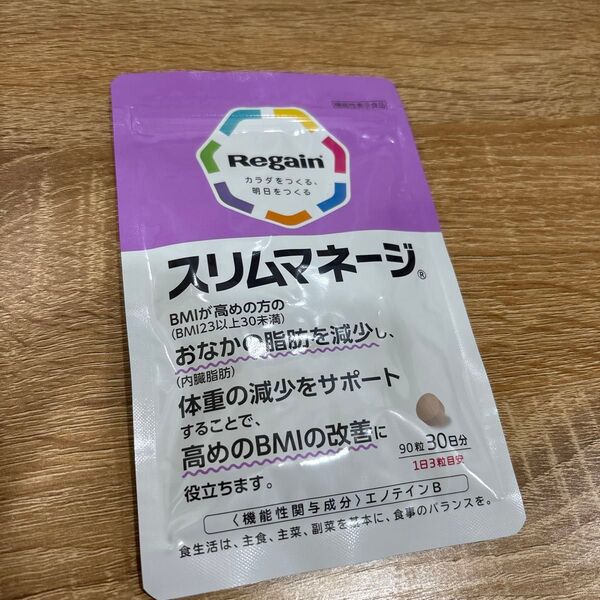 機能性表示食品
Regain
カラダをつくる、
明日をつくる
スリムマネージ®
BMIが高めの方の
(BMI23以上30未満)
おなかの脂肪を減少し、
(内臓脂肪)
体重の減少をサポート
することで、
高めのBMIの改善に
役立ちます。
90粒30日分
1日3粒目安
〈機能性関与成分〉エノテインB
食生活は、主食、主菜、副菜を基本に、食事のバランスを。